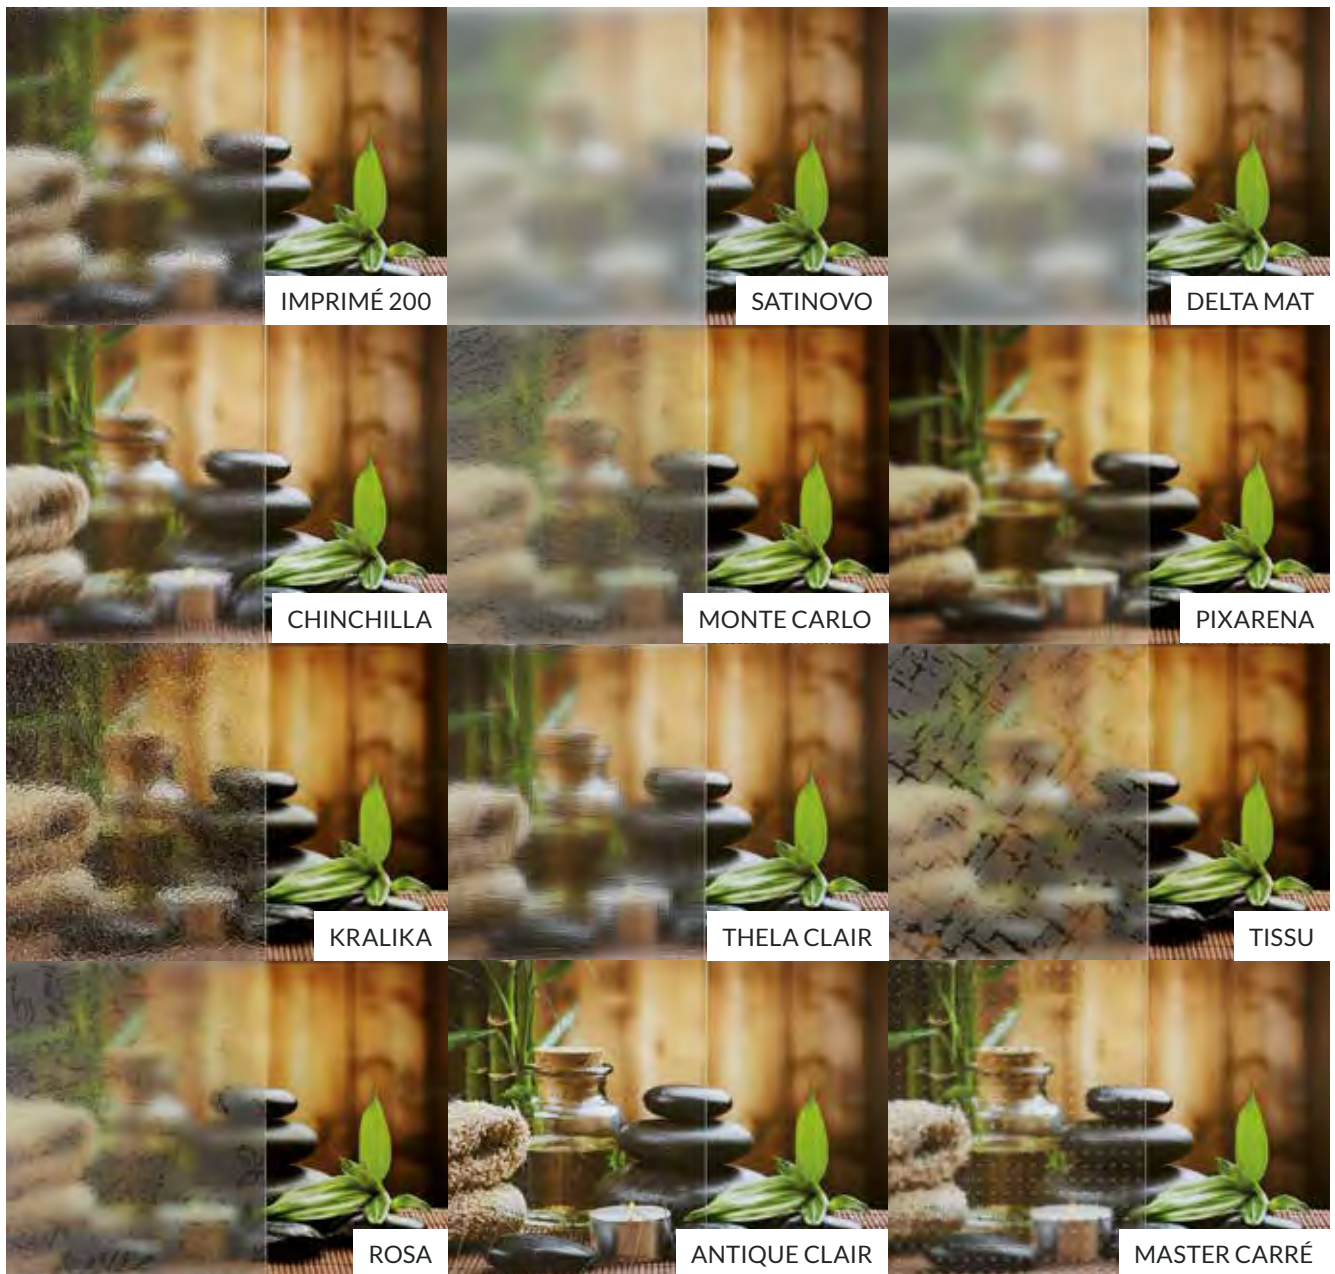 IMPRIMÉ 200
SATINOVO
DELTA MAT
CHINCHILLA
MONTE CARLO
PIXARENA
KRALIKA
THELA CLAIR
TISSU
ROSA
ANTIQUE CLAIR
MASTER CARRÉ